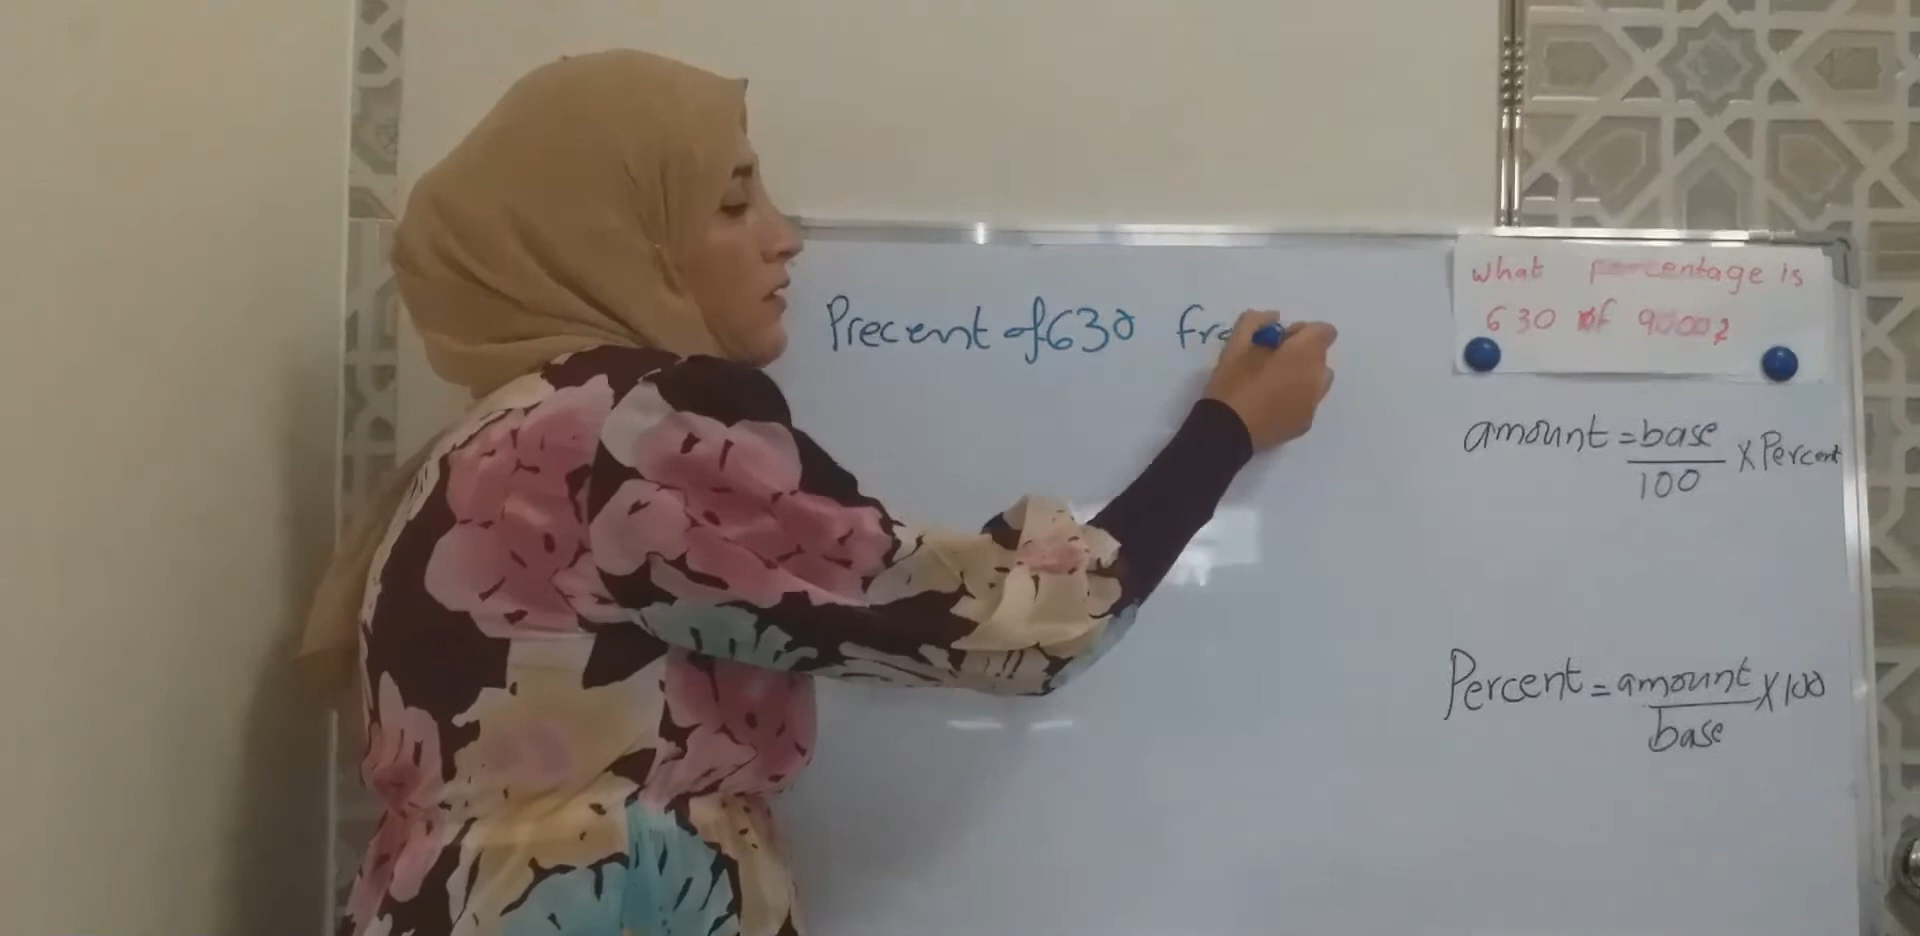 Precent of 630 fro
what percentage is
630 of 9000?
amount = base/100 x Percent
Percent = amount/base x 100